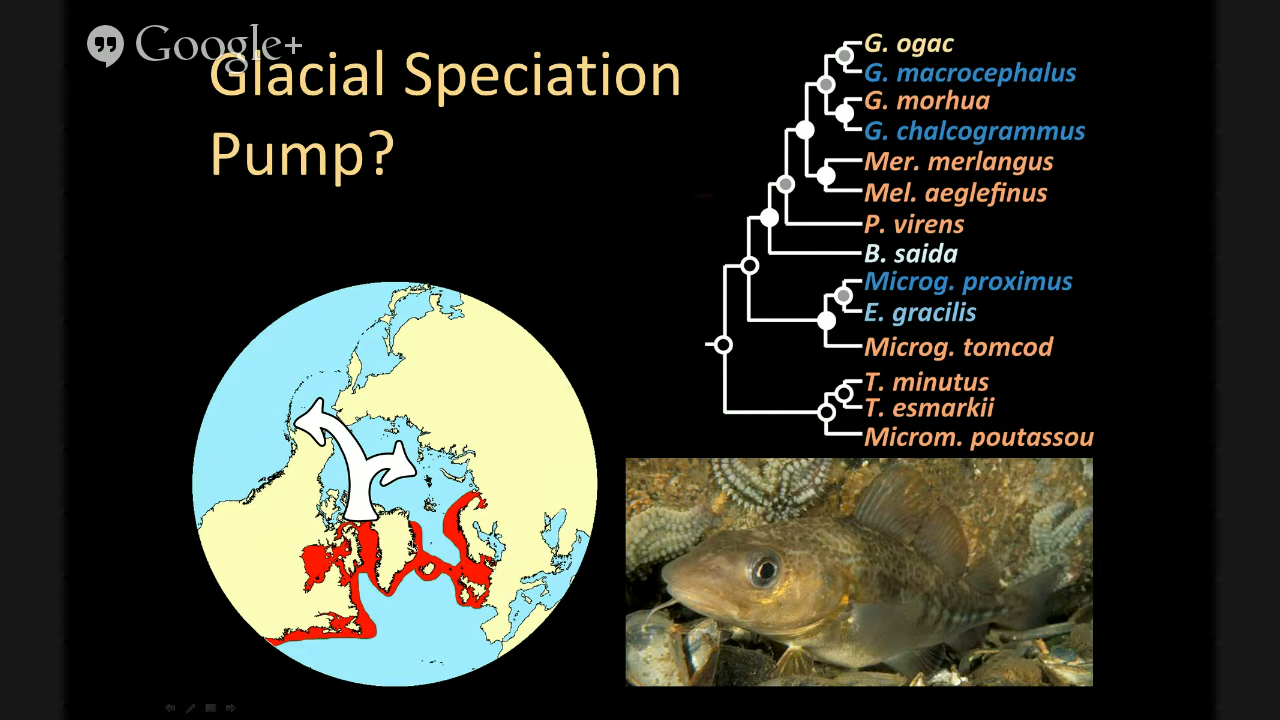 Google+
Glacial Speciation
Pump?
G. ogac
G. macrocephalus
G. morhua
G. chalcogrammus
Mer. merlangus
Mel. aeglefinus
P. virens
B. saida
Microg. proximus
E. gracilis
Microg. tomcod
T. minutus
T. esmarkii
Microm. poutassou